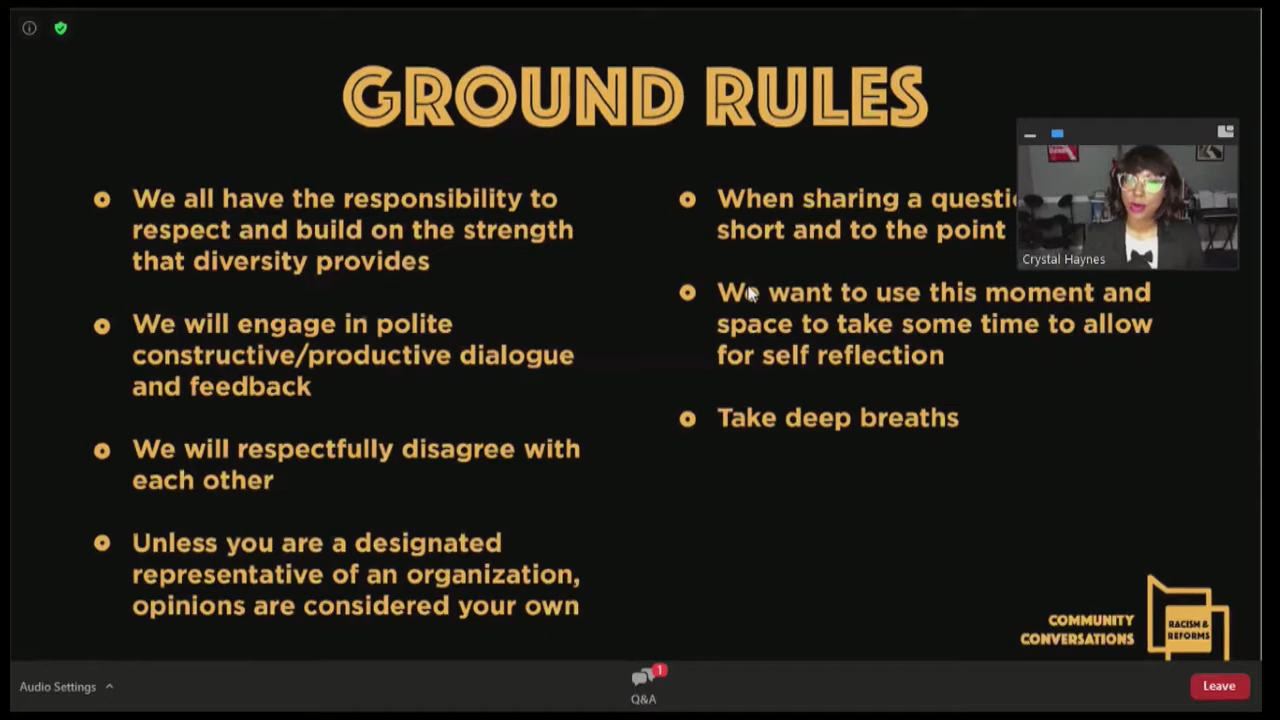 GROUND RULES
We all have the responsibility to
respect and build on the strength
that diversity provides
We will engage in polite
constructive/productive dialogue
and feedback
We will respectfully disagree with
each other
Unless you are a designated
representative of an organization,
opinions are considered your own
When sharing a
short and to the point
We want to use this moment and
space to take some time to allow
for self reflection
Take deep breaths
Crystal Haynes
COMMUNITY
CONVERSATIONS
RACISM &
REFORMS
Audio Settings
1
Q&A
Leave